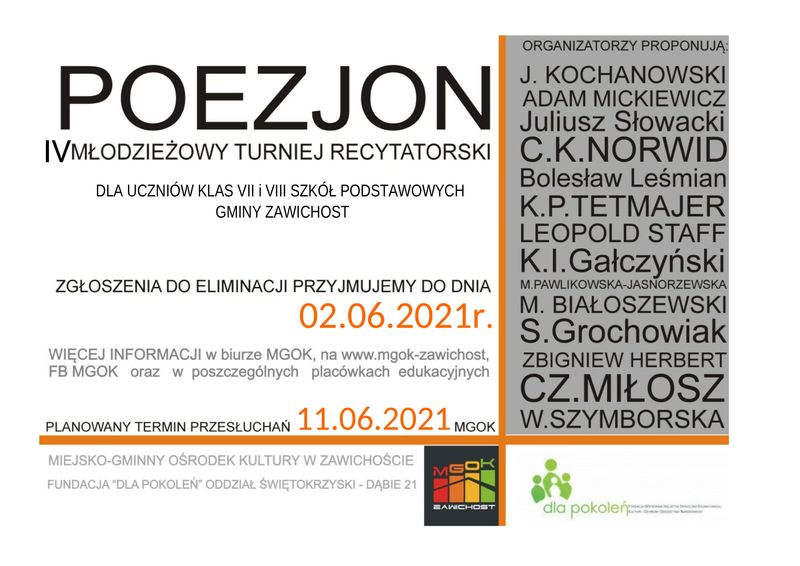 POEZJON
IV MŁODZIEŻOWY TURNIEJ RECYTATORSKI
DLA UCZNIÓW KLAS VII i VIII SZKÓŁ PODSTAWOWYCH
GMINY ZAWICHOST
ZGŁOSZENIA DO ELIMINACJI PRZYJMUJEMY DO DNIA
02.06.2021r.
WIĘCEJ INFORMACJI w biurze MGOK, na www.mgok-zawichost,
FB MGOK oraz w poszczególnych placówkach edukacyjnych
PLANOWANY TERMIN PRZESŁUCHAŃ 11.06.2021 MGOK
ORGANIZATORZY PROPONUJĄ:
J. KOCHANOWSKI
ADAM MICKIEWICZ
Juliusz Słowacki
C.K.NORWID
Bolesław Leśmian
K.P.TETMAJER
LEOPOLD STAFF
K.I.Gałczyński
M.PAWLIKOWSKA-JASNORZEWSKA
M. BIAŁOSZEWSKI
S.Grochowiak
ZBIGNIEW HERBERT
CZ.MIŁOSZ
W.SZYMBORSKA
MIEJSKO-GMINNY OŚRODEK KULTURY W ZAWICHOŚCIE
FUNDACJA "DLA POKOLEŃ" ODDZIAŁ ŚWIĘTOKRZYSKI - DĄBIE 21
MGOK
ZAWICHOST
dla pokoleń